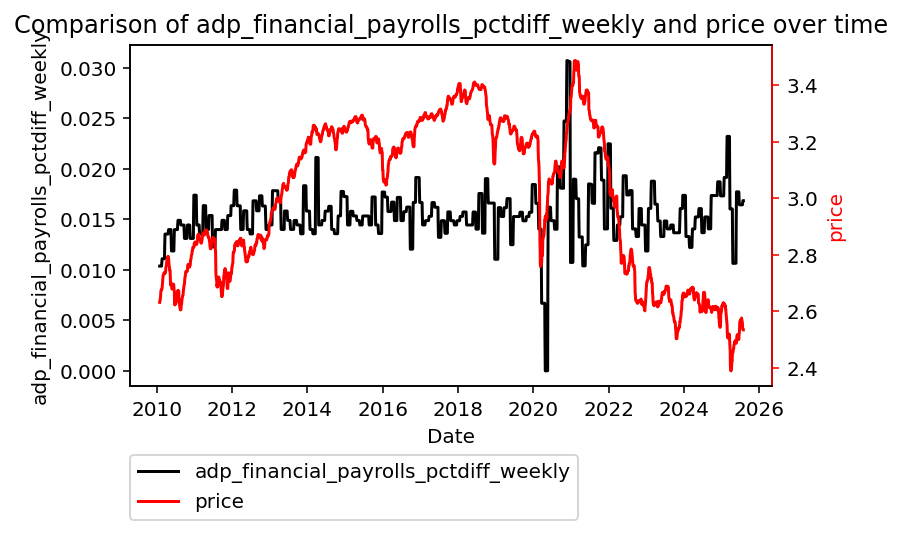 Comparison of adp_financial_payrolls_pctdiff_weekly and price over time
adp_financial_payrolls_pctdiff_weekly
0.030
0.025
0.020
0.015
0.010
0.005
0.000
3.4
3.2
3.0
2.8
2.6
2.4
price
2010 2012 2014 2016 2018 2020 2022 2024 2026
Date
adp_financial_payrolls_pctdiff_weekly
price